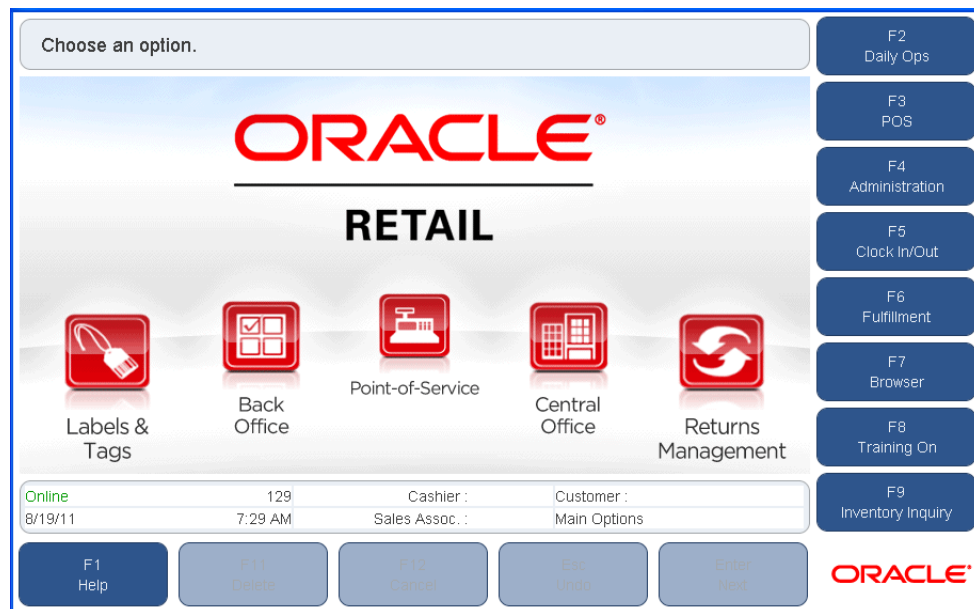 Choose an option.
ORACLE®
RETAIL
Labels &
Tags
Back
Office
Point-of-Service
Central
Office
Returns
Management
Online 129 Cashier : Customer :
8/19/11 7:29 AM Sales Assoc. : Main Options
F1
Help
F11
Delete
F12
Cancel
Esc
Undo
Enter
Next
F2
Daily Ops
F3
POS
F4
Administration
F5
Clock In/Out
F6
Fulfillment
F7
Browser
F8
Training On
F9
Inventory Inquiry
ORACLE®